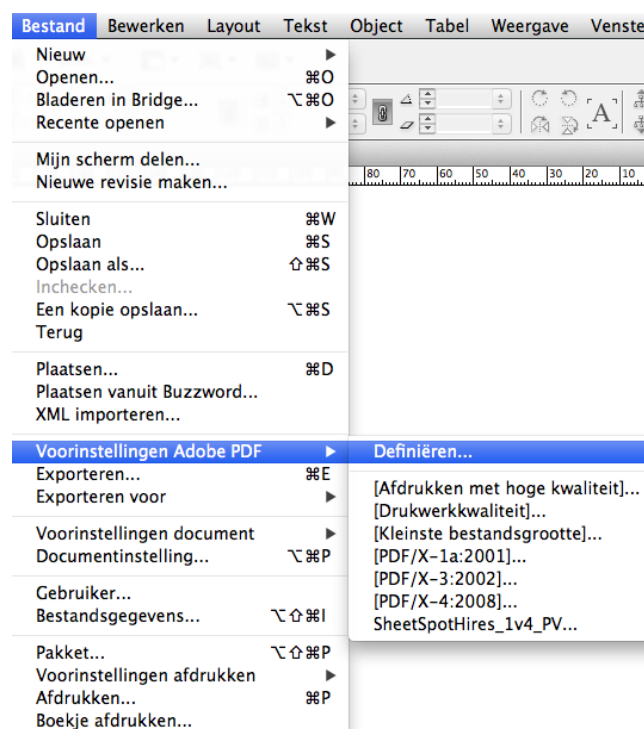 Bestand Bewerken Layout Tekst Object Tabel Weergave Venste
Nieuw
Openen... ⌘O
Bladeren in Bridge... ⌥⌘O
Recente openen
Mijn scherm delen...
Nieuwe revisie maken...
80 70 60 50 40 30 20 10
Sluiten ⌘W
Opslaan ⌘S
Opslaan als... ⇧⌘S
Inchecken...
Een kopie opslaan... ⌥⌘S
Terug
Plaatsen... ⌘D
Plaatsen vanuit Buzzword...
XML importeren...
Voorinstellingen Adobe PDF
Exporteren... ⌘E
Exporteren voor
Voorinstellingen document
Documentinstelling... ⌥⌘P
Gebruiker...
Bestandsgegevens... ⌥⇧⌘I
Pakket... ⌥⇧⌘P
Voorinstellingen afdrukken
Afdrukken... ⌘P
Boekje afdrukken...
Definiëren...
[Afdrukken met hoge kwaliteit]...
[Drukwerkkwaliteit]...
[Kleinste bestandsgrootte]...
[PDF/X-1a:2001]...
[PDF/X-3:2002]...
[PDF/X-4:2008]...
SheetSpotHires_1v4_PV...